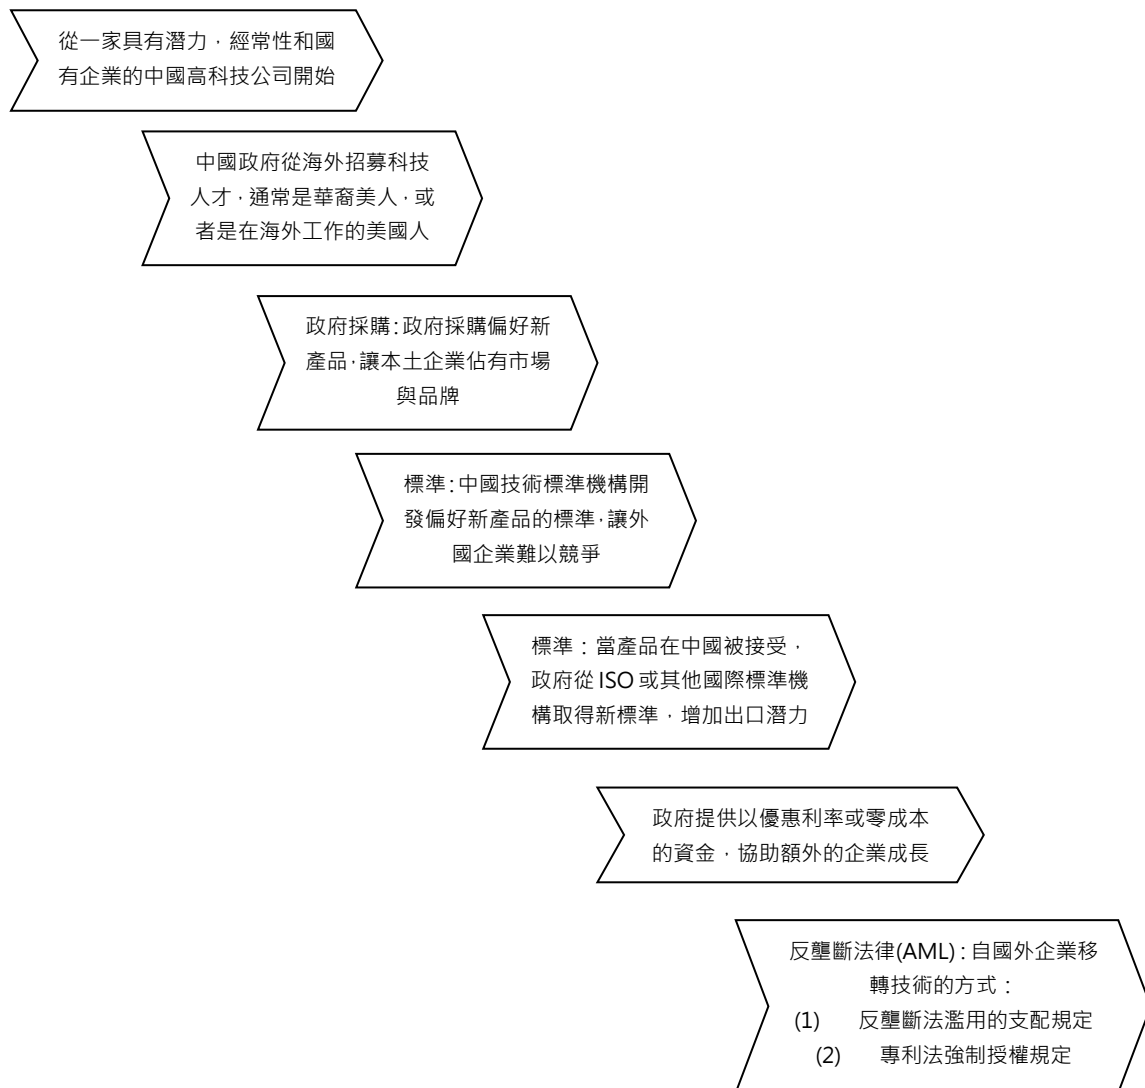 從一家具有潛力，經常性和國
有企業的中國高科技公司開始
中國政府從海外招募科技
人才，通常是華裔美人，或
者是在海外工作的美國人
政府採購：政府採購偏好新
產品，讓本土企業佔有市場
與品牌
標準：中國技術標準機構開
發偏好新產品的標準，讓外
國企業難以競爭
標準：當產品在中國被接受，
政府從 ISO 或其他國際標準機
構取得新標準，增加出口潛力
政府提供以優惠利率或零成本
的資金，協助額外的企業成長
反壟斷法律(AML)：自國外企業移
轉技術的方式：
(1) 反壟斷法濫用的支配規定
(2) 專利法強制授權規定